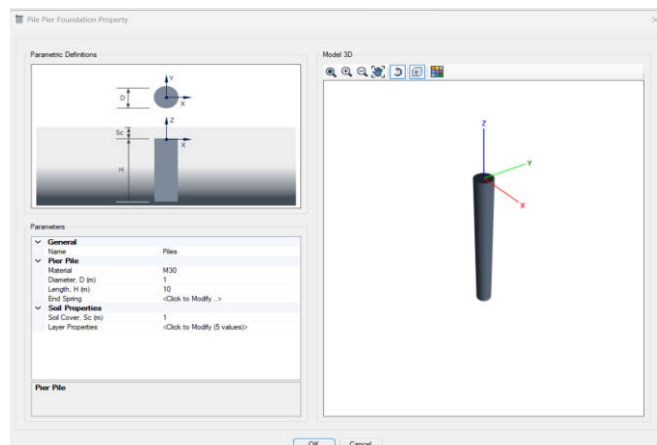 Pile Pier Foundation Property
Parametric Definitions
Model 3D
Y
D
X
Z
Sc
X
H
Z
Y
X
Parameters
General
Name Piles
Pier Pile
Material M30
Diameter, D (m) 1
Length, H (m) 10
End Spring <Click to Modify...>
Soil Properties
Soil Cover, Sc (m) 1
Layer Properties <Click to Modify (5 values)>
Pier Pile
OK Cancel